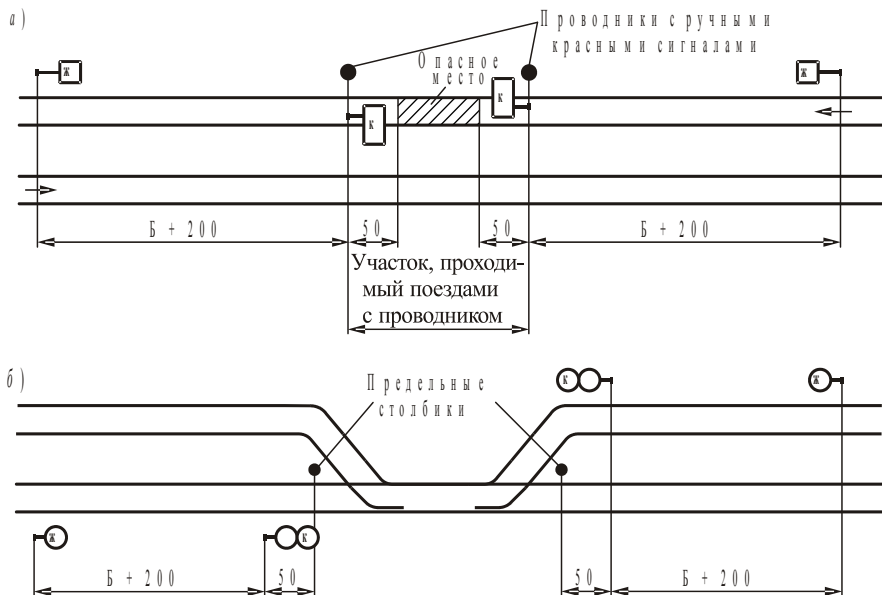 а)
Проводники с ручными
красными сигналами
Опасное
место
ж
ж
к
к
Б + 200
50
50
Б + 200
Участок, проходи-
мый поездами
с проводником
б)
Предельные
столбики
к
ж
ж
к
Б + 200
50
50
Б + 200